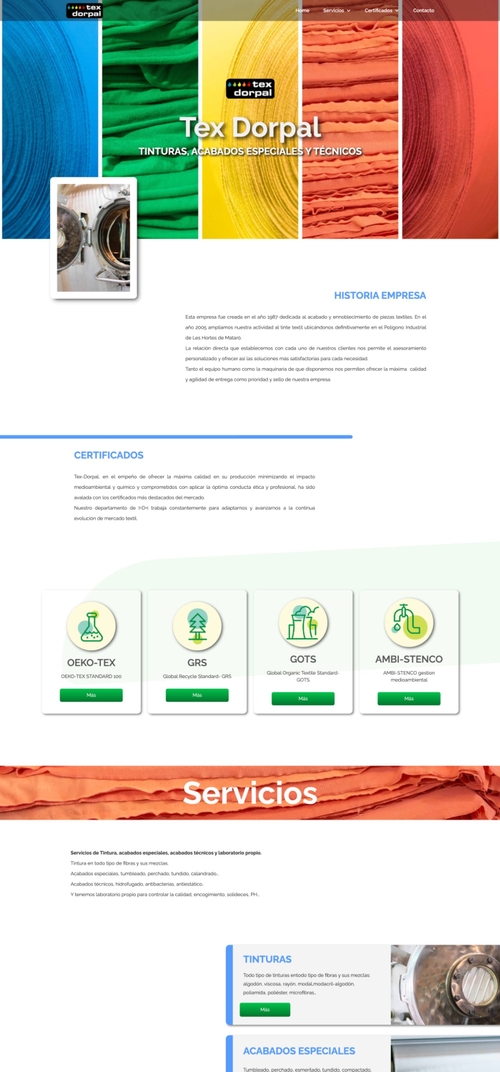 tex
dorpal
Home
Servicios
Certificados
Contacto
tex
dorpal
Tex Dorpal
TINTURAS, ACABADOS ESPECIALES Y TÉCNICOS
HISTORIA EMPRESA
Esta empresa fue creada en el año 1987 dedicada al acabado y ennoblecimiento de piezas textiles. En el
año 2005 ampliamos nuestra actividad al tinte textil ubicándonos definitivamente en el Polígono Industrial
de Les Hortes de Mataró.
La relación directa que establecemos con cada uno de nuestros clientes nos permite el asesoramiento
personalizado y ofrecer así las soluciones más satisfactorias para cada necesidad.
Tanto el equipo humano como la maquinaria de que disponemos nos permiten ofrecer la máxima calidad
y agilidad de entrega como prioridad y sello de nuestra empresa.
CERTIFICADOS
Tex-Dorpal, en el empeño de ofrecer la máxima calidad en su producción minimizando el impacto
medioambiental y químico y comprometidos con aplicar la óptima conducta ética y profesional, ha sido
avalada con los certificados más destacados del mercado.
Nuestro departamento de I+D+I trabaja constantemente para adaptarnos y avanzarnos a la continua
evolución de mercado textil.
OEKO-TEX
OEKO-TEX STANDARD 100
Más
GRS
Global Recycle Standard- GRS
Más
GOTS
Global Organic Textile Standard-
GOTS
Más
AMBI-STENCO
AMBI-STENCO gestion
medioambiental
Más
Servicios
Servicios de Tintura, acabados especiales, acabados técnicos y laboratorio propio.
Tintura en todo tipo de fibras y sus mezclas.
Acabados especiales, tumbleado, perchado, tundido, calandrado...
Acabados técnicos, hidrofugado, antibacterias, antiestático...
Y tenemos laboratorio propio para controlar la calidad, encogimiento, solideces, PH...
TINTURAS
Todo tipo de tinturas entodo tipo de fibras y sus mezclas:
algodón, viscosa, rayón, modal,modacril-algodón,
poliamida, poliéster, microfibras...
Más
ACABADOS ESPECIALES
Tumbleado, perchado, esmerilado, tundido, compactado,